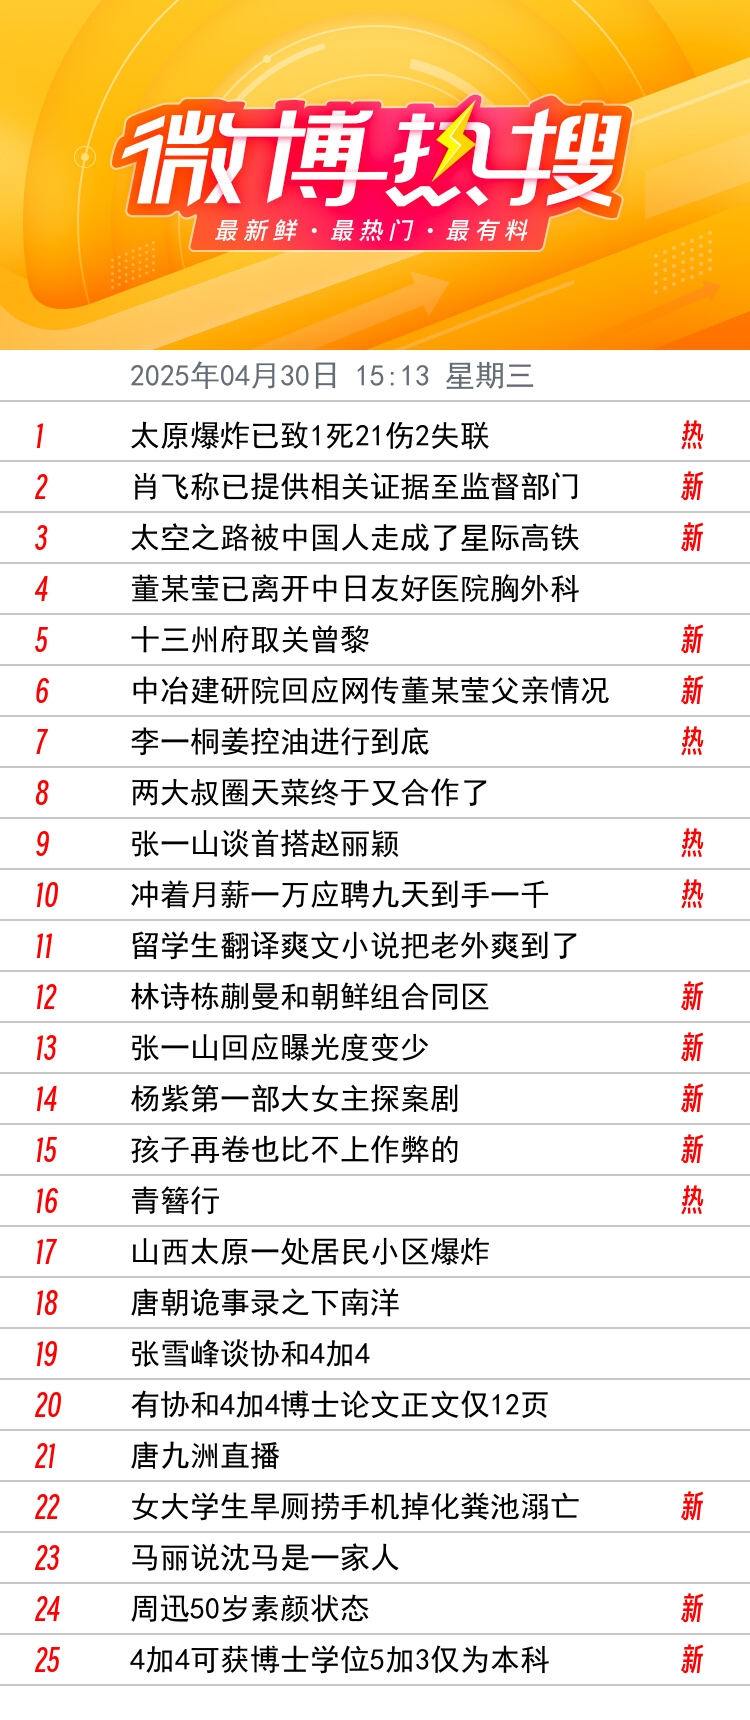 微博热搜
最新鲜·最热门·最有料
2025年04月30日 15:13 星期三
1 太原爆炸已致1死21伤2失联 热
2 肖飞称已提供相关证据至监督部门 新
3 太空之路被中国人走成了星际高铁 新
4 董某莹已离开中日友好医院胸外科
5 十三州府取关曾黎 新
6 中冶建研院回应网传董某莹父亲情况 新
7 李一桐姜控油进行到底 热
8 两大叔圈天菜终于又合作了
9 张一山谈首搭赵丽颖 热
10 冲着月薪一万应聘九天到手一千 热
11 留学生翻译爽文小说把老外爽到了
12 林诗栋蒯曼和朝鲜组合同区 新
13 张一山回应曝光度变少 新
14 杨紫第一部大女主探案剧 新
15 孩子再卷也比不上作弊的 新
16 青簪行 热
17 山西太原一处居民小区爆炸
18 唐朝诡事录之下南洋
19 张雪峰谈协和4加4
20 有协和4加4博士论文正文仅12页
21 唐九洲直播
22 女大学生旱厕捞手机掉化粪池溺亡 新
23 马丽说沈马是一家人
24 周迅50岁素颜状态 新
25 4加4可获博士学位5加3仅为本科 新